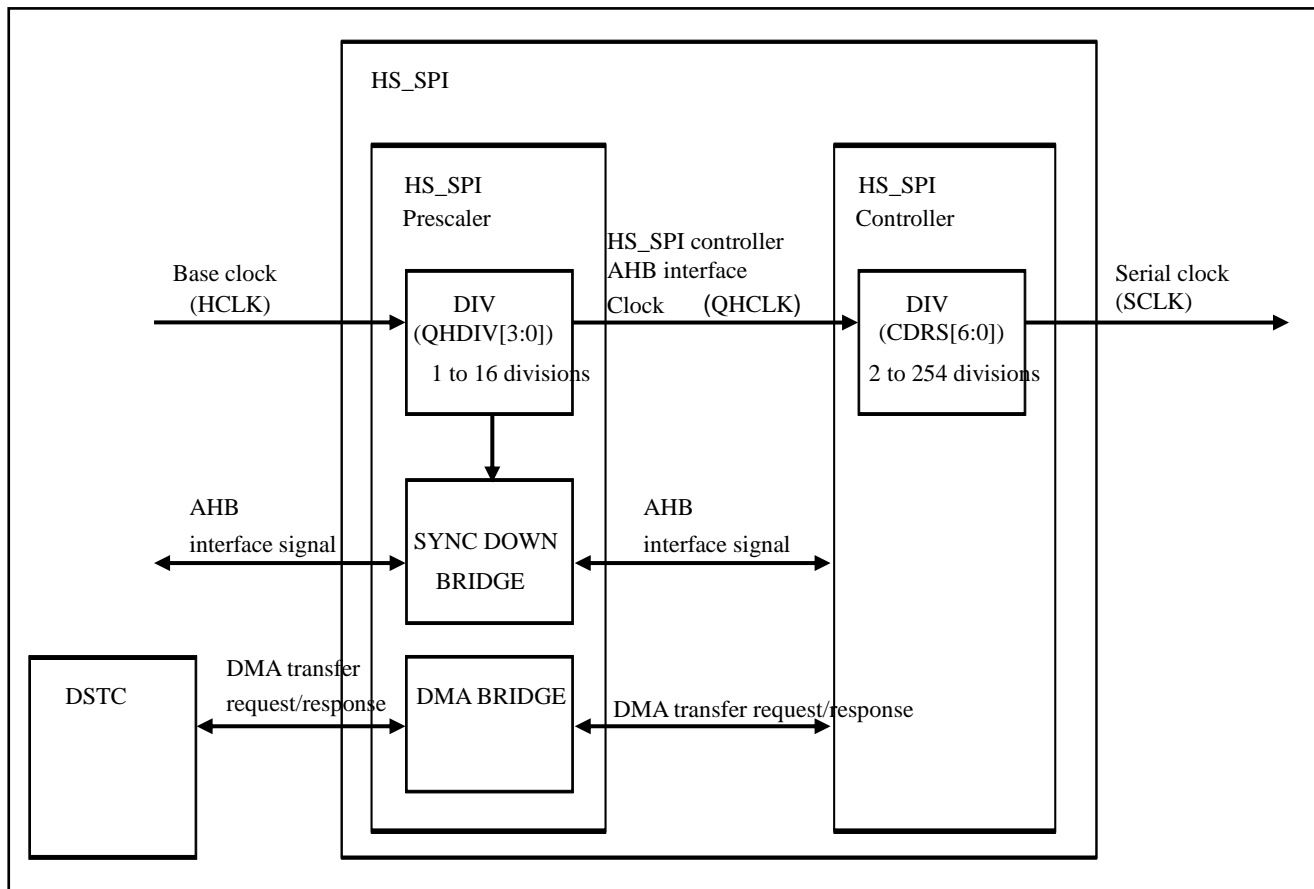 HS_SPI
HS_SPI
Prescaler
HS_SPI
Controller
HS_SPI controller
AHB interface
Clock (QHCLK)
Base clock
(HCLK)
DIV
(QHDIV[3:0])
1 to 16 divisions
DIV
(CDRS[6:0])
2 to 254 divisions
Serial clock
(SCLK)
AHB
interface signal
SYNC DOWN
BRIDGE
AHB
interface signal
DSTC
DMA transfer
request/response
DMA BRIDGE
DMA transfer request/response